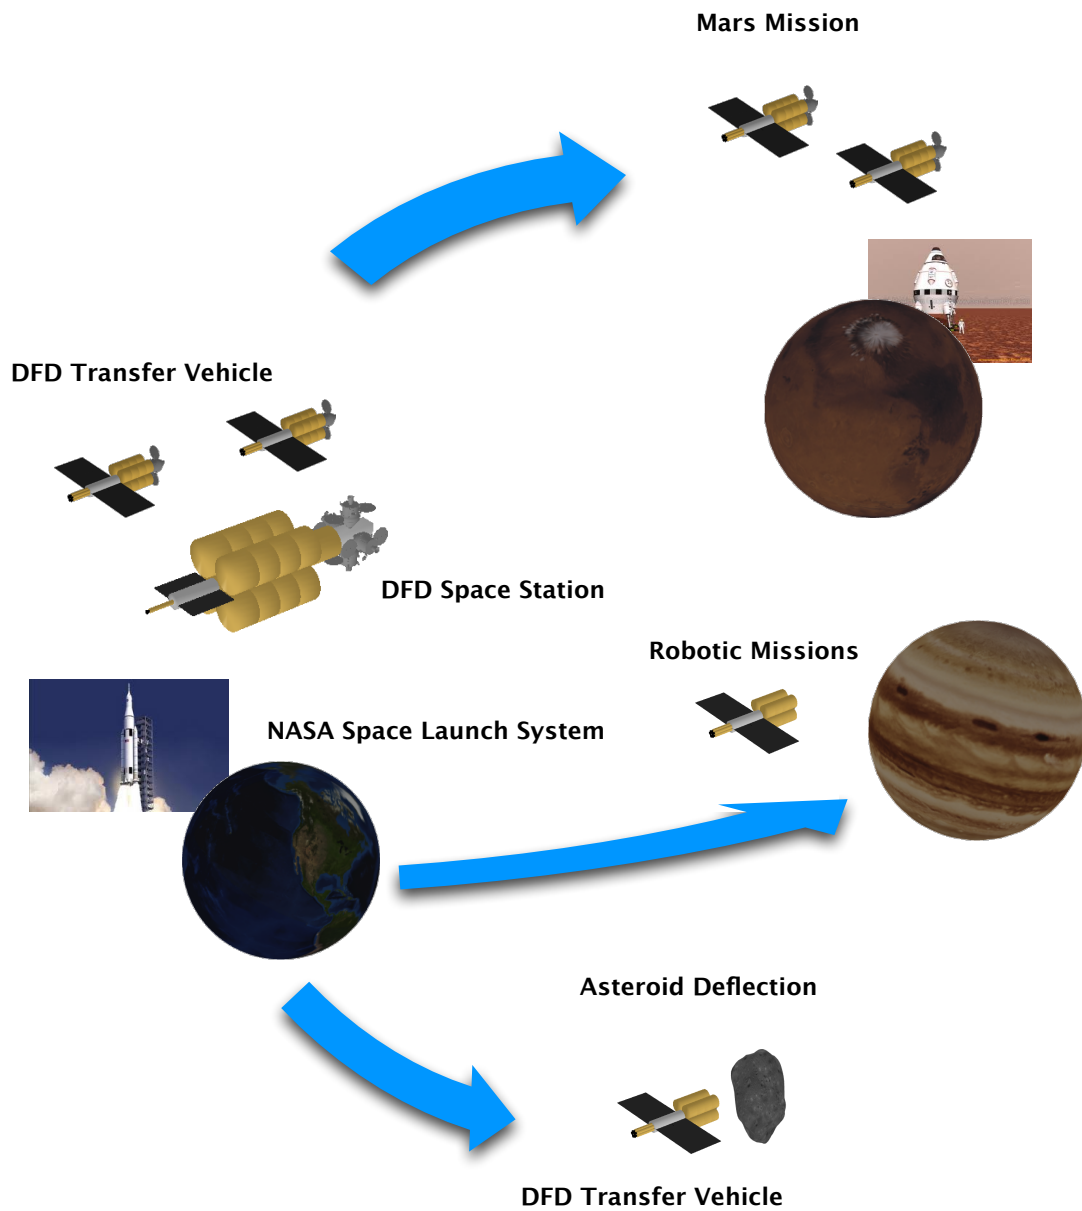 Mars Mission
DFD Transfer Vehicle
DFD Space Station
Robotic Missions
NASA Space Launch System
Asteroid Deflection
DFD Transfer Vehicle